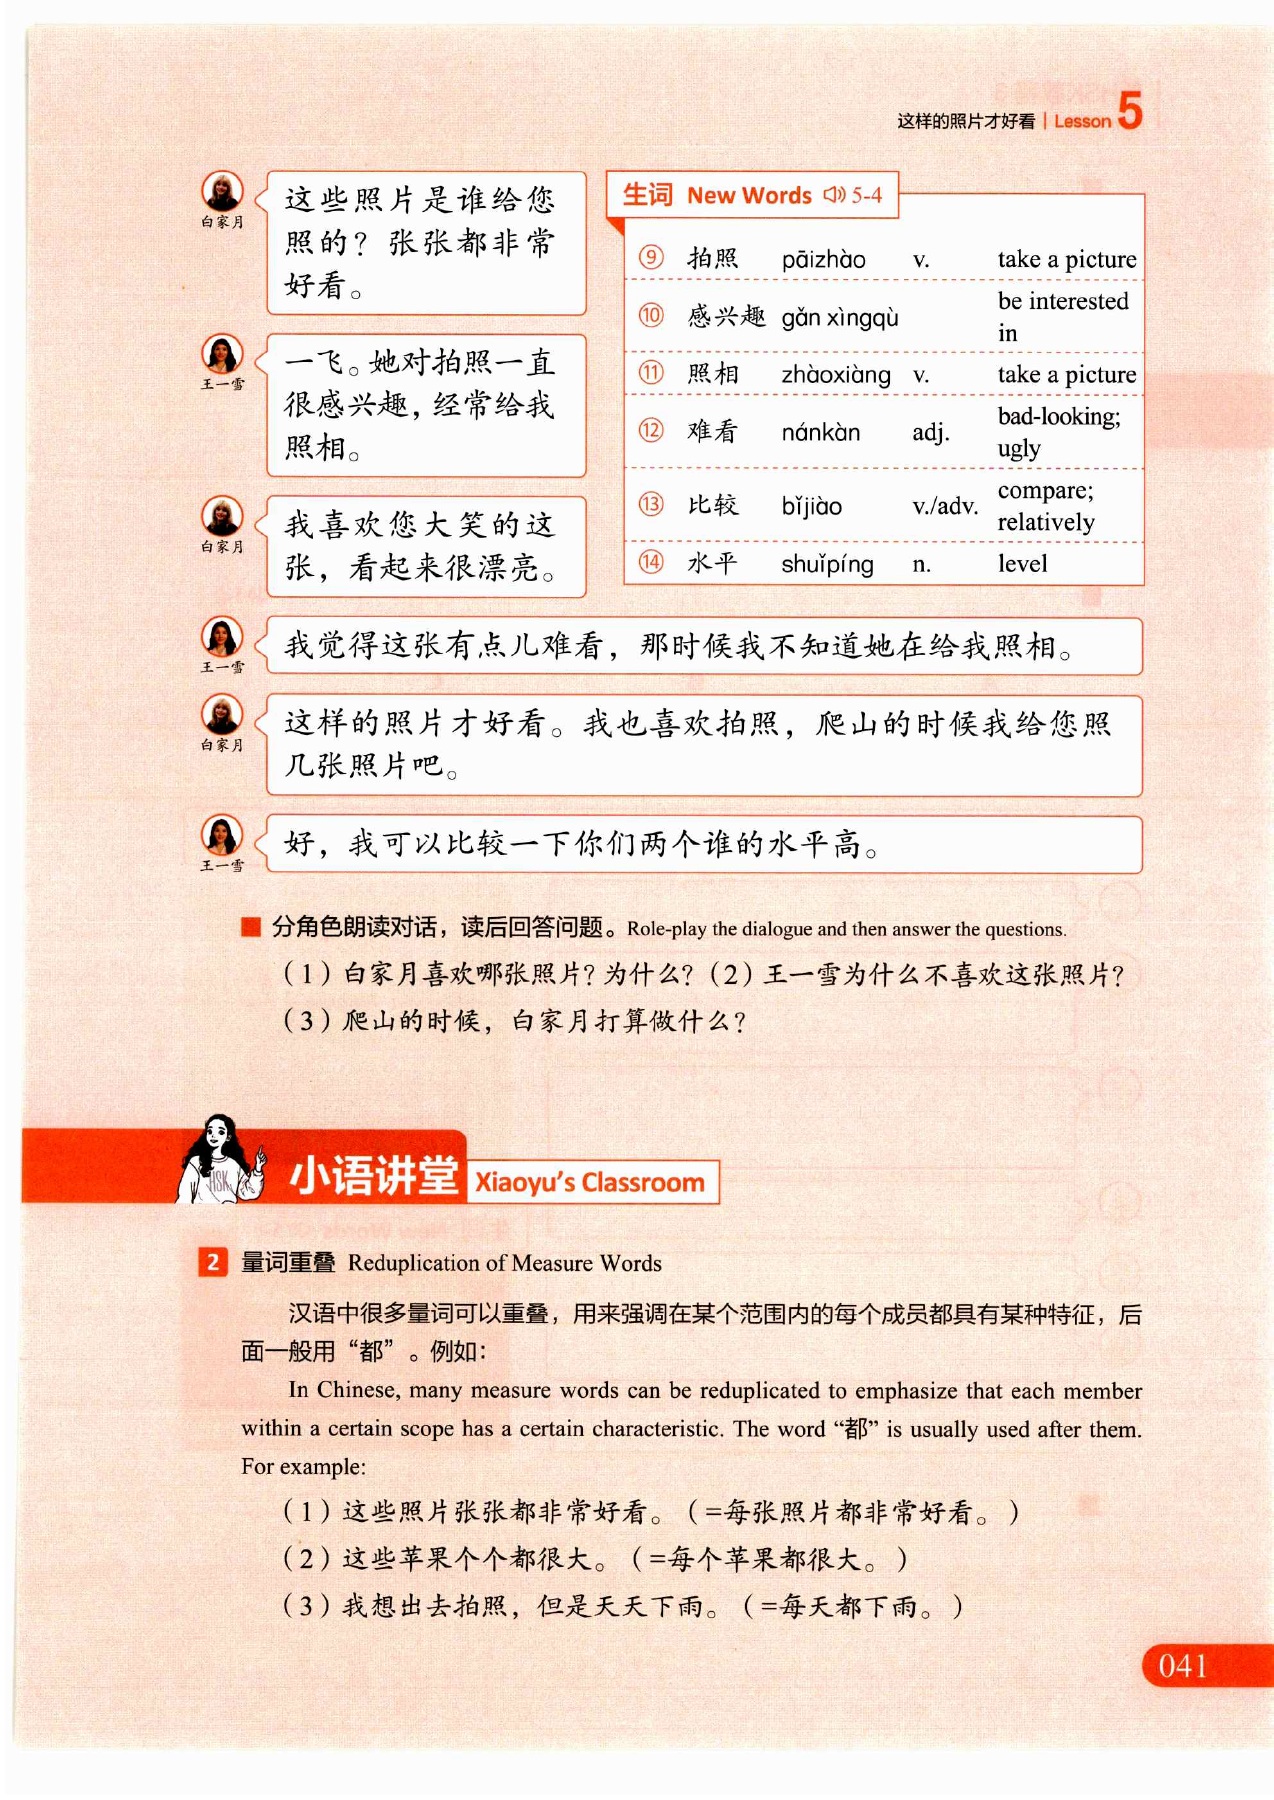 这样的照片才好看 | Lesson 5
白家月
这些照片是谁给您
照的？张张都非常
好看。
王一雪
一飞。她对拍照一直
很感兴趣，经常给我
照相。
白家月
我喜欢您大笑的这
张，看起来很漂亮。
生词 New Words 5-4
⑨ 拍照 pāizhào v. take a picture
⑩ 感兴趣 gǎn xìngqù be interested
in
⑪ 照相 zhàoxiàng v. take a picture
⑫ 难看 nánkàn adj. bad-looking;
ugly
⑬ 比较 bǐjiào v./adv. compare;
relatively
⑭ 水平 shuǐpíng n. level
王一雪
我觉得这张有点儿难看，那时候我不知道她在给我照相。
白家月
这样的照片才好看。我也喜欢拍照，爬山的时候我给您照
几张照片吧。
王一雪
好，我可以比较一下你们两个谁的水平高。
分角色朗读对话，读后回答问题。Role-play the dialogue and then answer the questions.
（1）白家月喜欢哪张照片？为什么？（2）王一雪为什么不喜欢这张照片？
（3）爬山的时候，白家月打算做什么？
HSK
小语讲堂 Xiaoyu's Classroom
2 量词重叠 Reduplication of Measure Words
汉语中很多量词可以重叠，用来强调在某个范围内的每个成员都具有某种特征，后
面一般用“都”。例如：
In Chinese, many measure words can be reduplicated to emphasize that each member
within a certain scope has a certain characteristic. The word “都” is usually used after them.
For example:
（1）这些照片张张都非常好看。（=每张照片都非常好看。）
（2）这些苹果个个都很大。（=每个苹果都很大。）
（3）我想出去拍照，但是天天下雨。（=每天都下雨。）
041